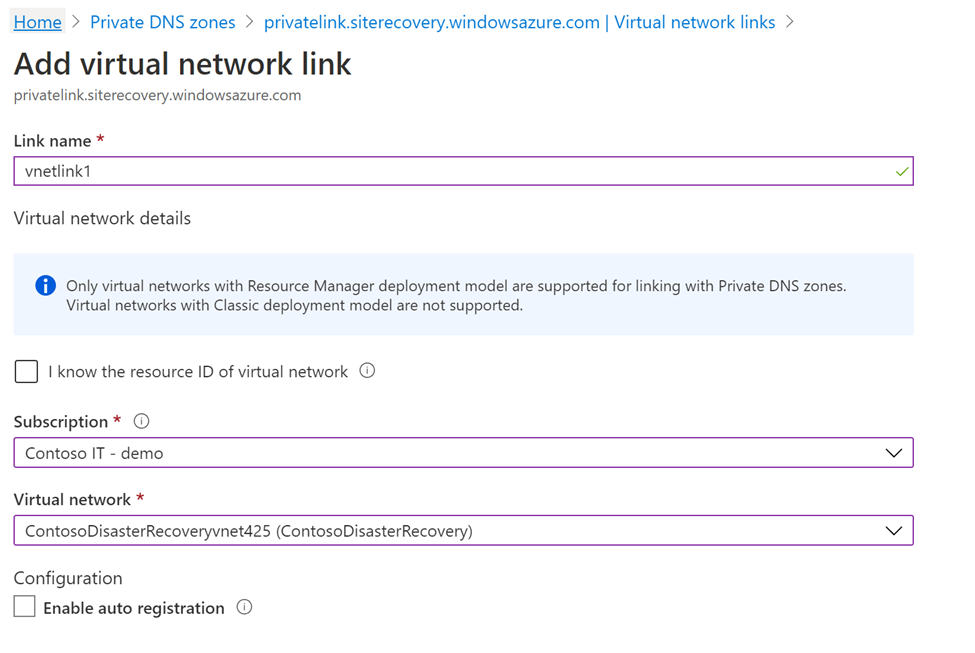 Home > Private DNS zones > privatelink.siterecovery.windowsazure.com | Virtual network links >
Add virtual network link
privatelink.siterecovery.windowsazure.com
Link name *
vnetlink1
Virtual network details
Only virtual networks with Resource Manager deployment model are supported for linking with Private DNS zones.
Virtual networks with Classic deployment model are not supported.
I know the resource ID of virtual network
Subscription *
Contoso IT - demo
Virtual network *
ContosoDisasterRecoveryvnet425 (ContosoDisasterRecovery)
Configuration
Enable auto registration